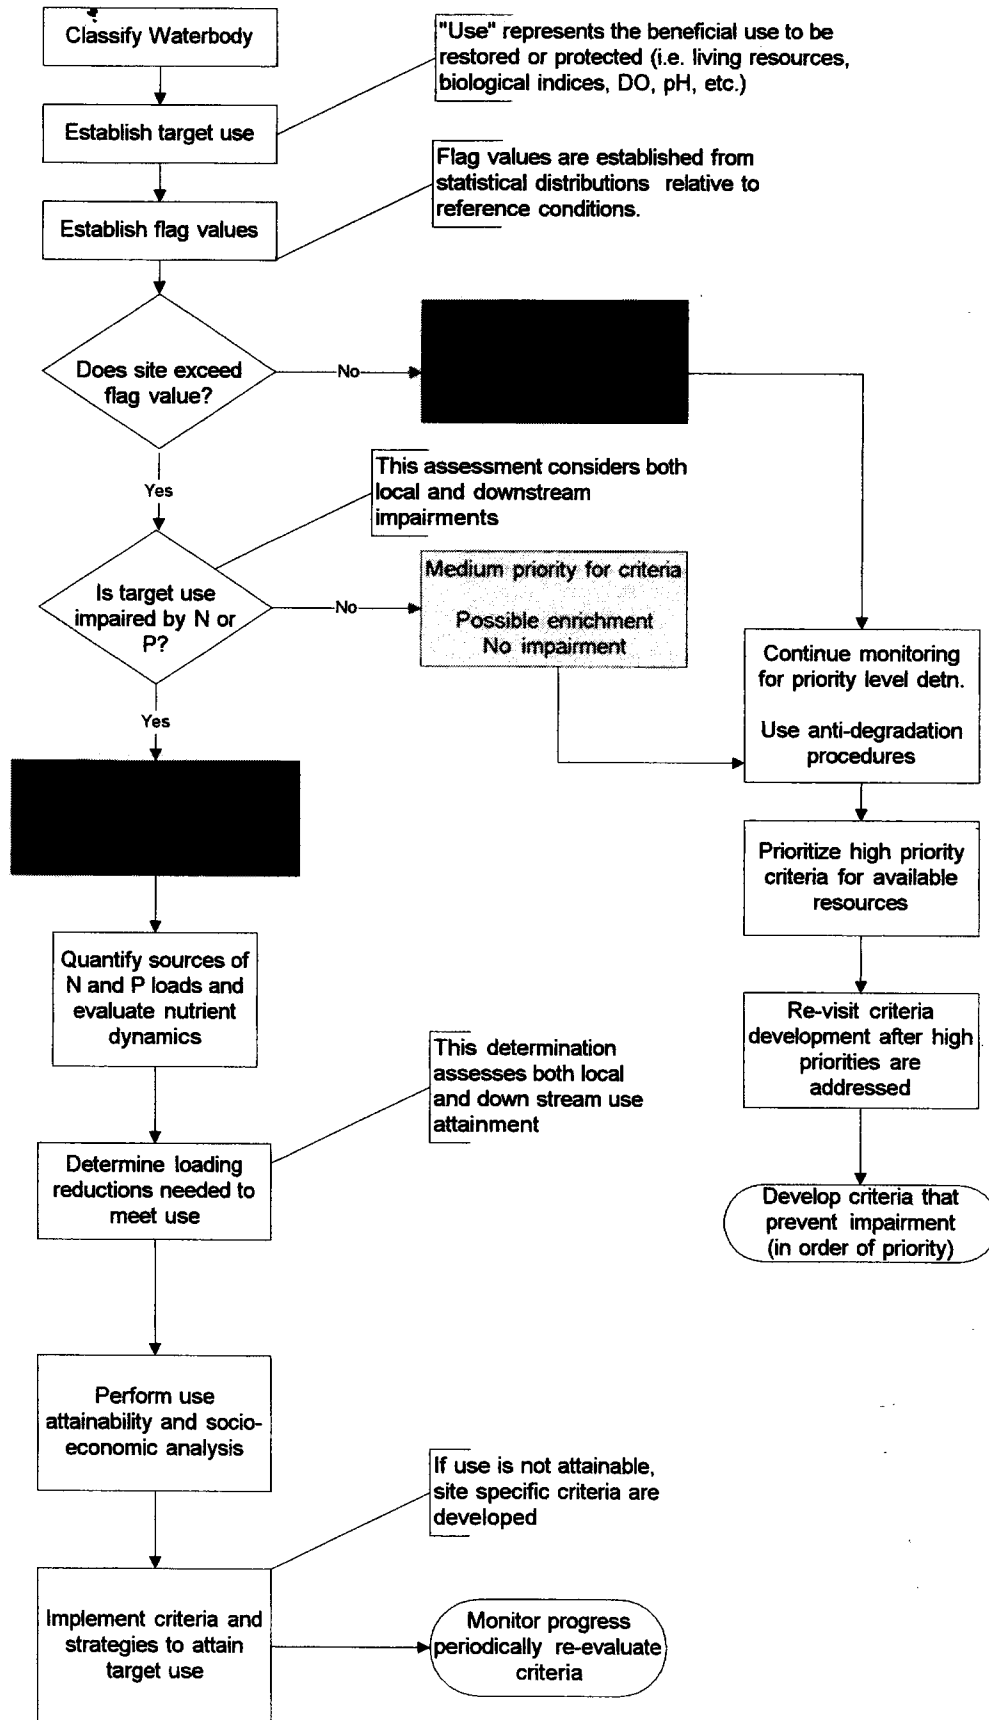 Classify Waterbody
"Use" represents the beneficial use to be
restored or protected (i.e. living resources,
biological indices, DO, pH, etc.)
Establish target use
Flag values are established from
statistical distributions relative to
reference conditions.
Establish flag values
Does site exceed
flag value?
No
Yes
This assessment considers both
local and downstream
impairments
Is target use
impaired by N or
P?
No
Medium priority for criteria
Possible enrichment
No impairment
Continue monitoring
for priority level detn.
Use anti-degradation
procedures
Yes
Prioritize high priority
criteria for available
resources
Quantify sources of
N and P loads and
evaluate nutrient
dynamics
Re-visit criteria
development after high
priorities are
addressed
This determination
assesses both local
and down stream use
attainment
Determine loading
reductions needed to
meet use
Develop criteria that
prevent impairment
(in order of priority)
Perform use
attainability and socio-
economic analysis
If use is not attainable,
site specific criteria are
developed
Implement criteria and
strategies to attain
target use
Monitor progress
periodically re-evaluate
criteria